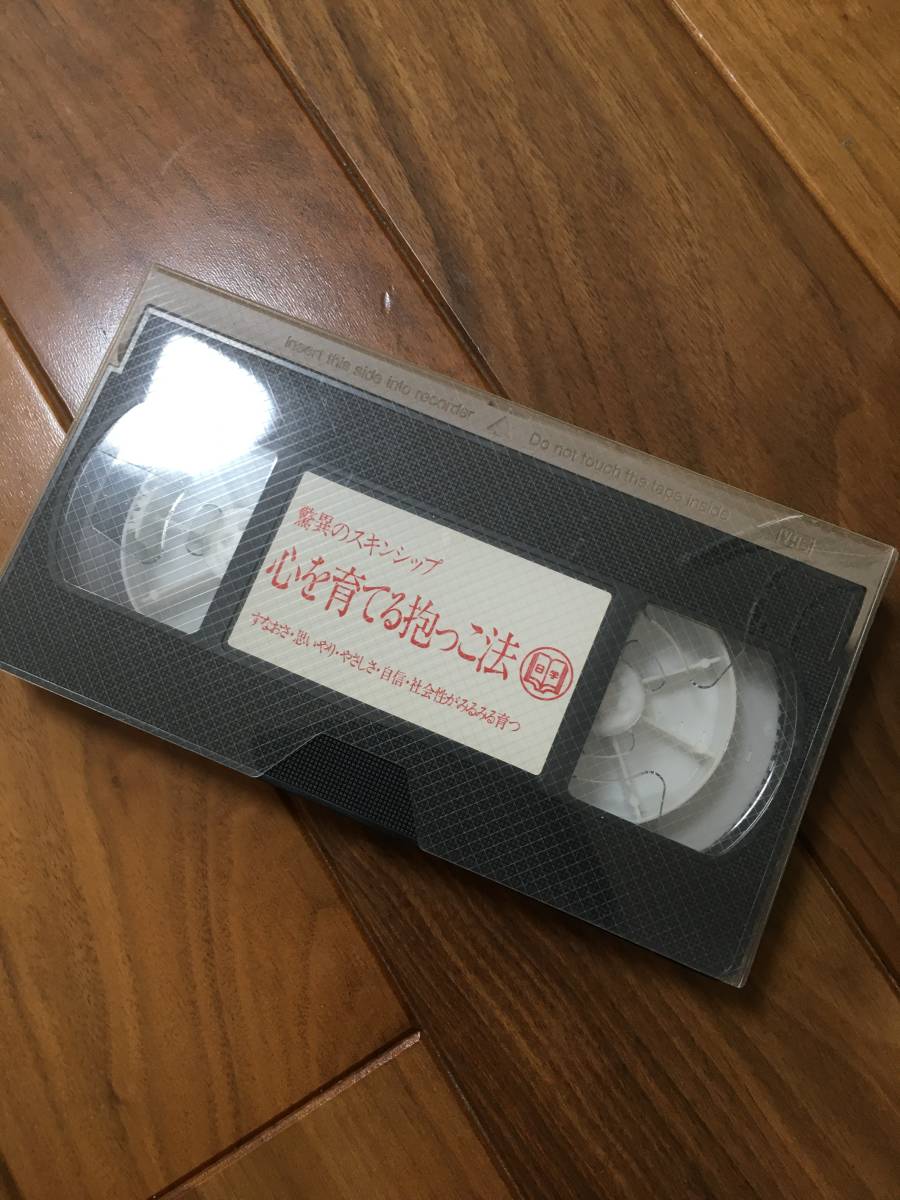 Insert this side into recorder △ Do not touch the tape inside
VHS
驚異のスキンシップ
心を育てる抱っこ法
日学
すなおさ・思いやり・やさしさ・自信・社会性がみるみる育つ